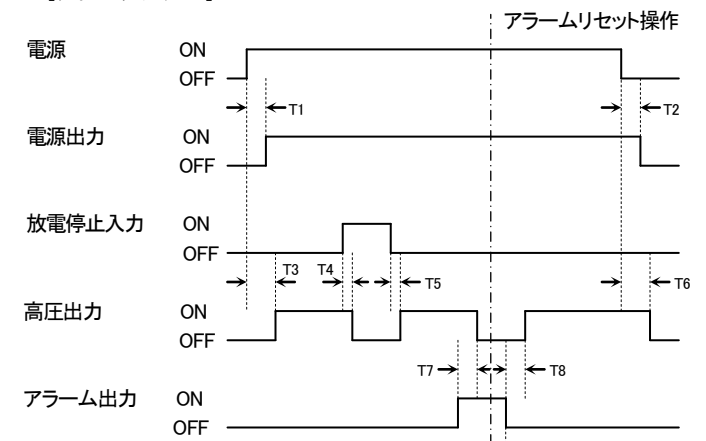 アラームリセット操作
電源 ON
OFF
T1 T2
電源出力 ON
OFF
放電停止入力 ON
OFF
T3 T4 T5 T6
高圧出力 ON
OFF
T7 T8
アラーム出力 ON
OFF